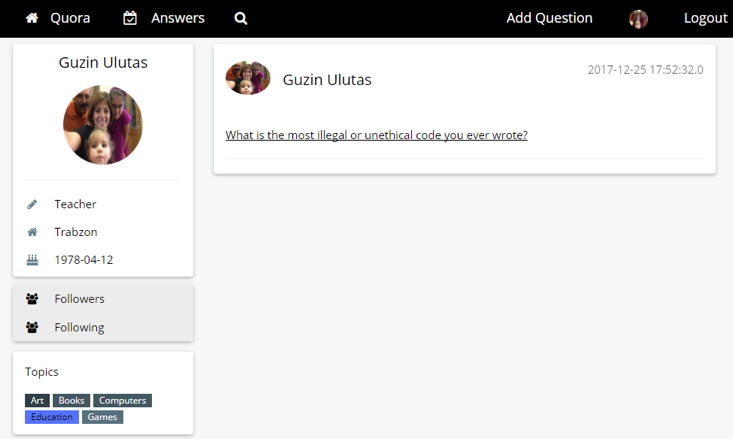 Quora Answers Add Question Logout
Guzin Ulutas
Teacher
Trabzon
1978-04-12
Followers
Following
Topics
Art Books Computers
Education Games
Guzin Ulutas 2017-12-25 17:52:32.0
What is the most illegal or unethical code you ever wrote?